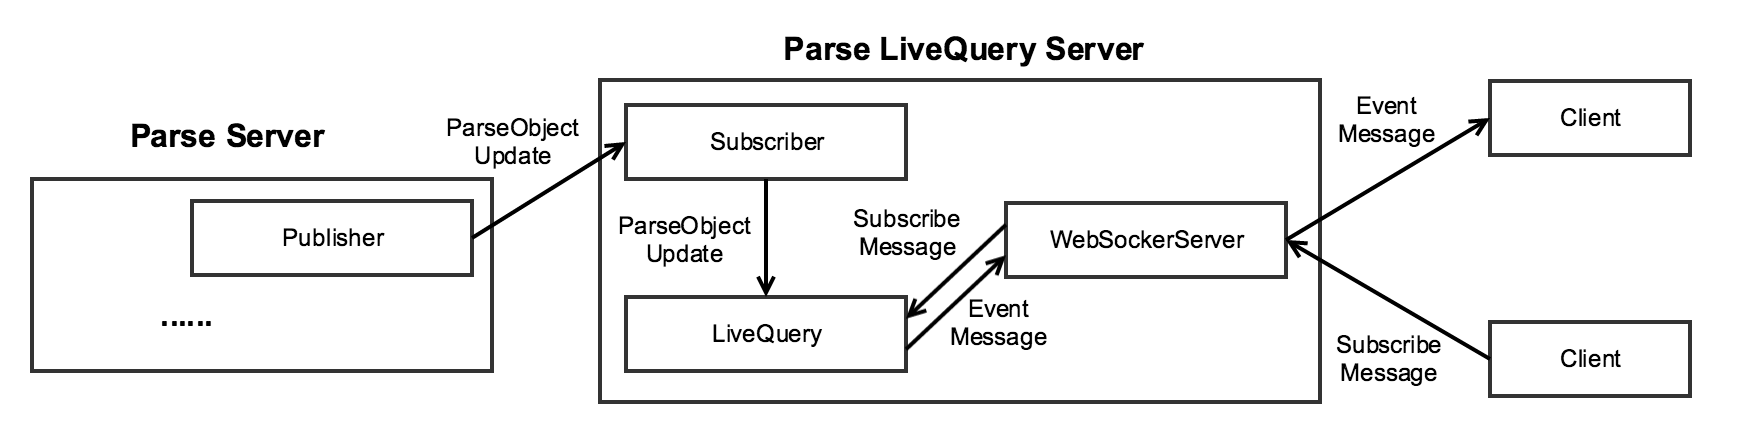 Parse LiveQuery Server
Parse Server
ParseObject
Update
Publisher
......
Subscriber
ParseObject
Update
LiveQuery
Subscribe
Message
Event
Message
WebSockerServer
Event
Message
Client
Subscribe
Message
Client